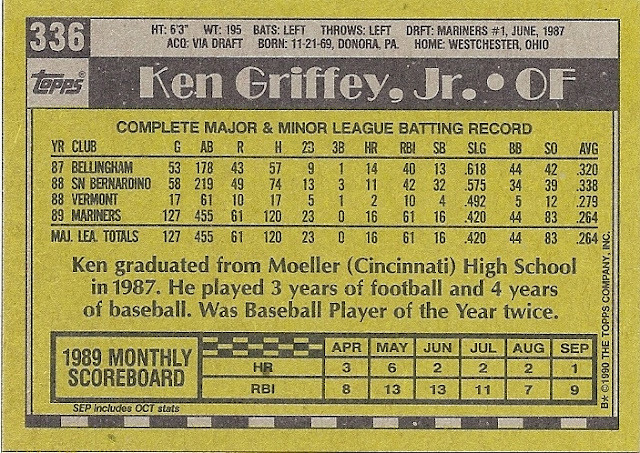 336
HT: 6'3" WT: 195 BATS: LEFT THROWS: LEFT DRFT: MARINERS #1, JUNE, 1987
ACQ: VIA DRAFT BORN: 11-21-69, DONORA, PA. HOME: WESTCHESTER, OHIO
TOPPS® Ken Griffey, Jr. • OF
COMPLETE MAJOR & MINOR LEAGUE BATTING RECORD
YR CLUB G AB R H 2B 3B HR RBI SB SLG BB SO AVG
87 BELLINGHAM 53 178 43 57 9 1 14 40 13 .618 44 42 .320
88 SN BERNARDINO 58 219 49 74 13 3 11 42 32 .575 34 39 .338
88 VERMONT 17 61 10 17 5 1 2 10 4 .492 5 12 .279
89 MARINERS 127 455 61 120 23 0 16 61 16 .420 44 83 .264
MAJ. LEA. TOTALS 127 455 61 120 23 0 16 61 16 .420 44 83 .264
Ken graduated from Moeller (Cincinnati) High School
in 1987. He played 3 years of football and 4 years
of baseball. Was Baseball Player of the Year twice.
1989 MONTHLY
SCOREBOARD
APR MAY JUN JUL AUG SEP
HR 3 6 2 2 2 1
RBI 8 13 13 11 7 9
SEP includes OCT stats
B* ©1990 THE TOPPS COMPANY, INC.